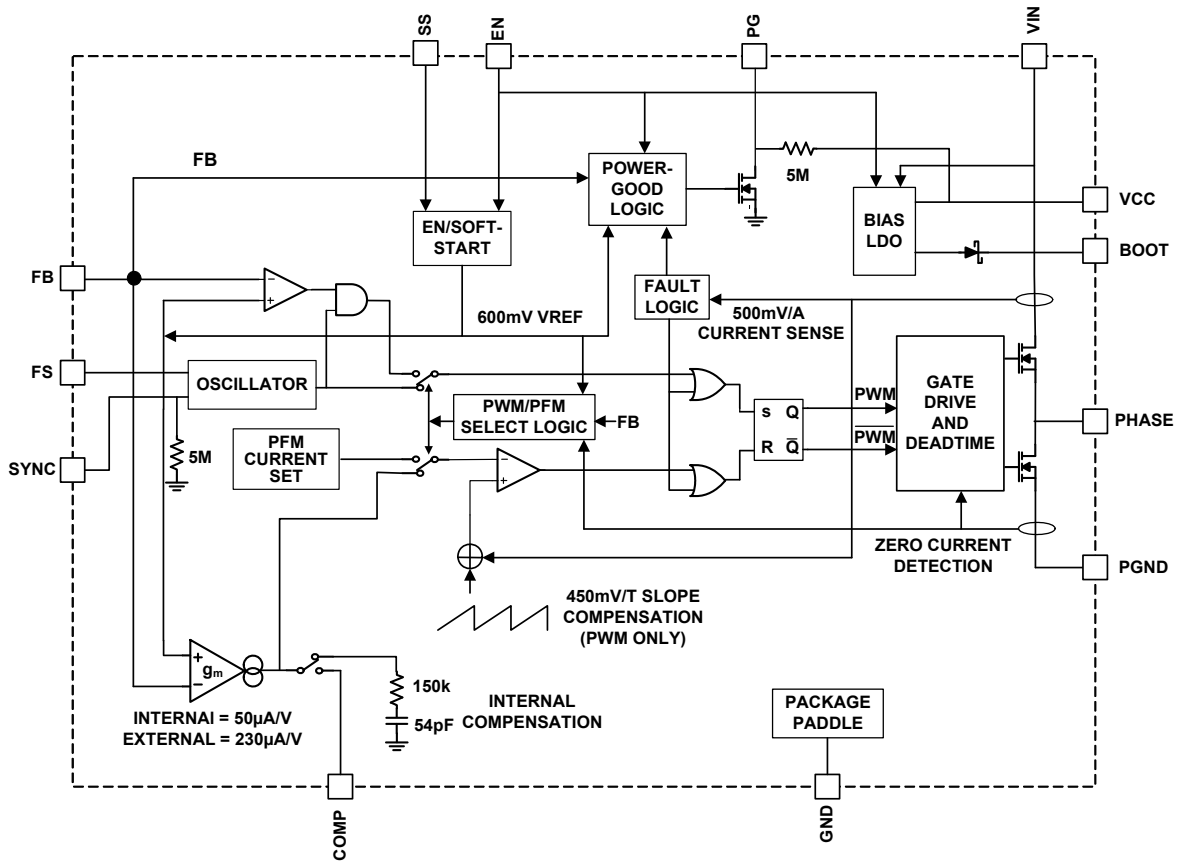 SS
EN
PG
VIN
FB
POWER-
GOOD
LOGIC
5M
BIAS
LDO
VCC
BOOT
EN/SOFT-
START
FB
−
+
600mV VREF
FAULT
LOGIC
500mV/A
CURRENT SENSE
FS
OSCILLATOR
5M
SYNC
PFM
CURRENT
SET
PWM/PFM
SELECT LOGIC
FB
−
+
S Q
R Q̅
PWM
P̅W̅M̅
GATE
DRIVE
AND
DEADTIME
PHASE
ZERO CURRENT
DETECTION
PGND
450mV/T SLOPE
COMPENSATION
(PWM ONLY)
+
gm
−
150k
54pF
INTERNAL
COMPENSATION
INTERNAl = 50µA/V
EXTERNAL = 230µA/V
PACKAGE
PADDLE
COMP
GND